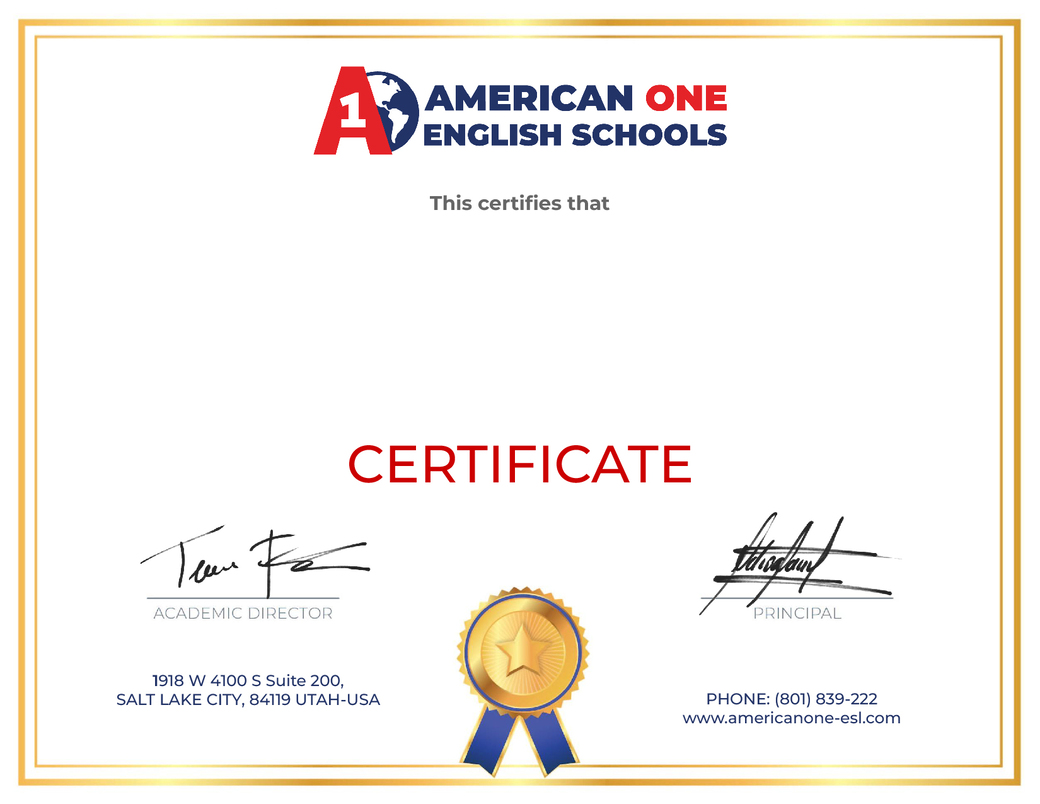 A1
AMERICAN ONE
ENGLISH SCHOOLS
This certifies that
CERTIFICATE
ACADEMIC DIRECTOR
PRINCIPAL
1918 W 4100 S Suite 200,
SALT LAKE CITY, 84119 UTAH-USA
PHONE: (801) 839-222
www.americanone-esl.com